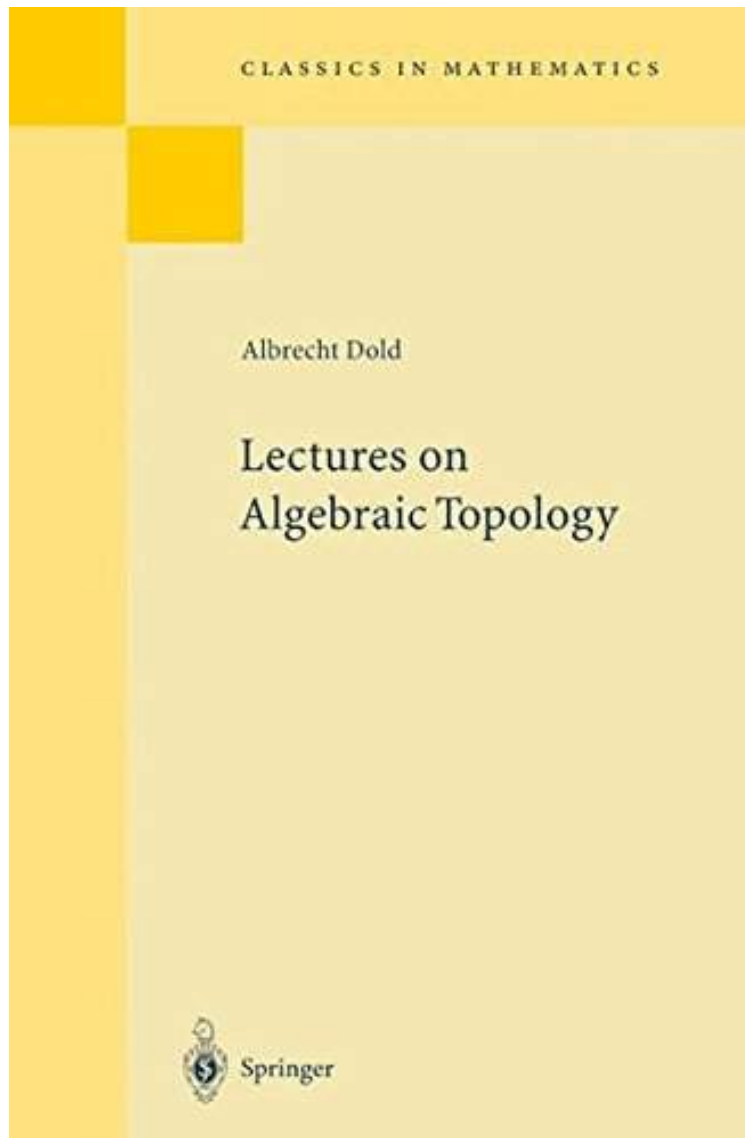 CLASSICS IN MATHEMATICS
Albrecht Dold
Lectures on
Algebraic Topology
Springer